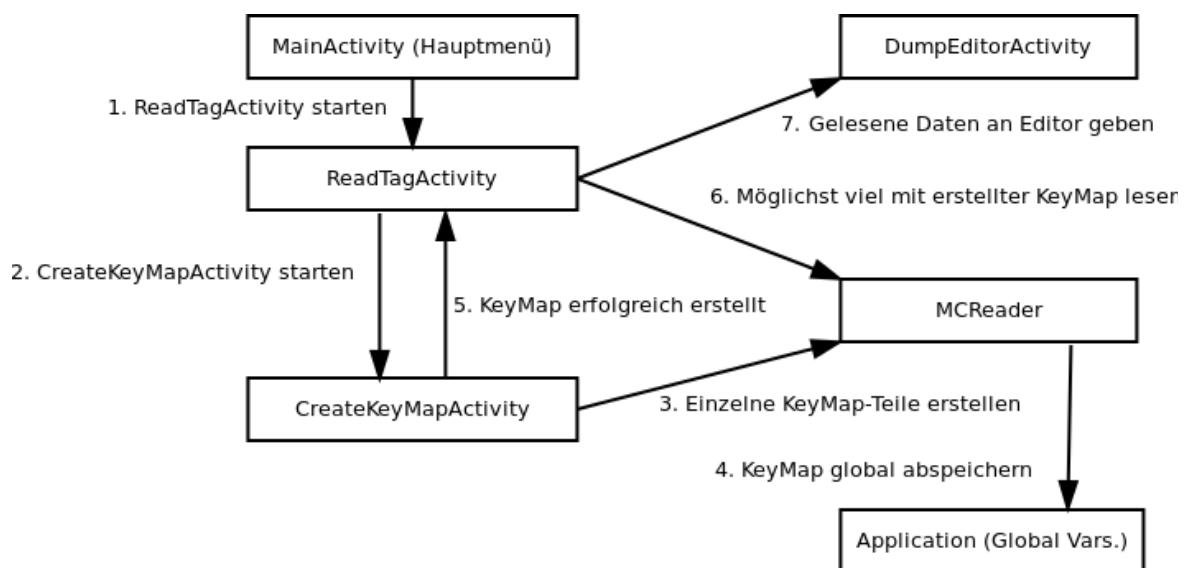 MainActivity (Hauptmenü)
DumpEditorActivity
1. ReadTagActivity starten
7. Gelesene Daten an Editor geben
ReadTagActivity
6. Möglichst viel mit erstellter KeyMap lesen
2. CreateKeyMapActivity starten
5. KeyMap erfolgreich erstellt
MCReader
CreateKeyMapActivity
3. Einzelne KeyMap-Teile erstellen
4. KeyMap global abspeichern
Application (Global Vars.)